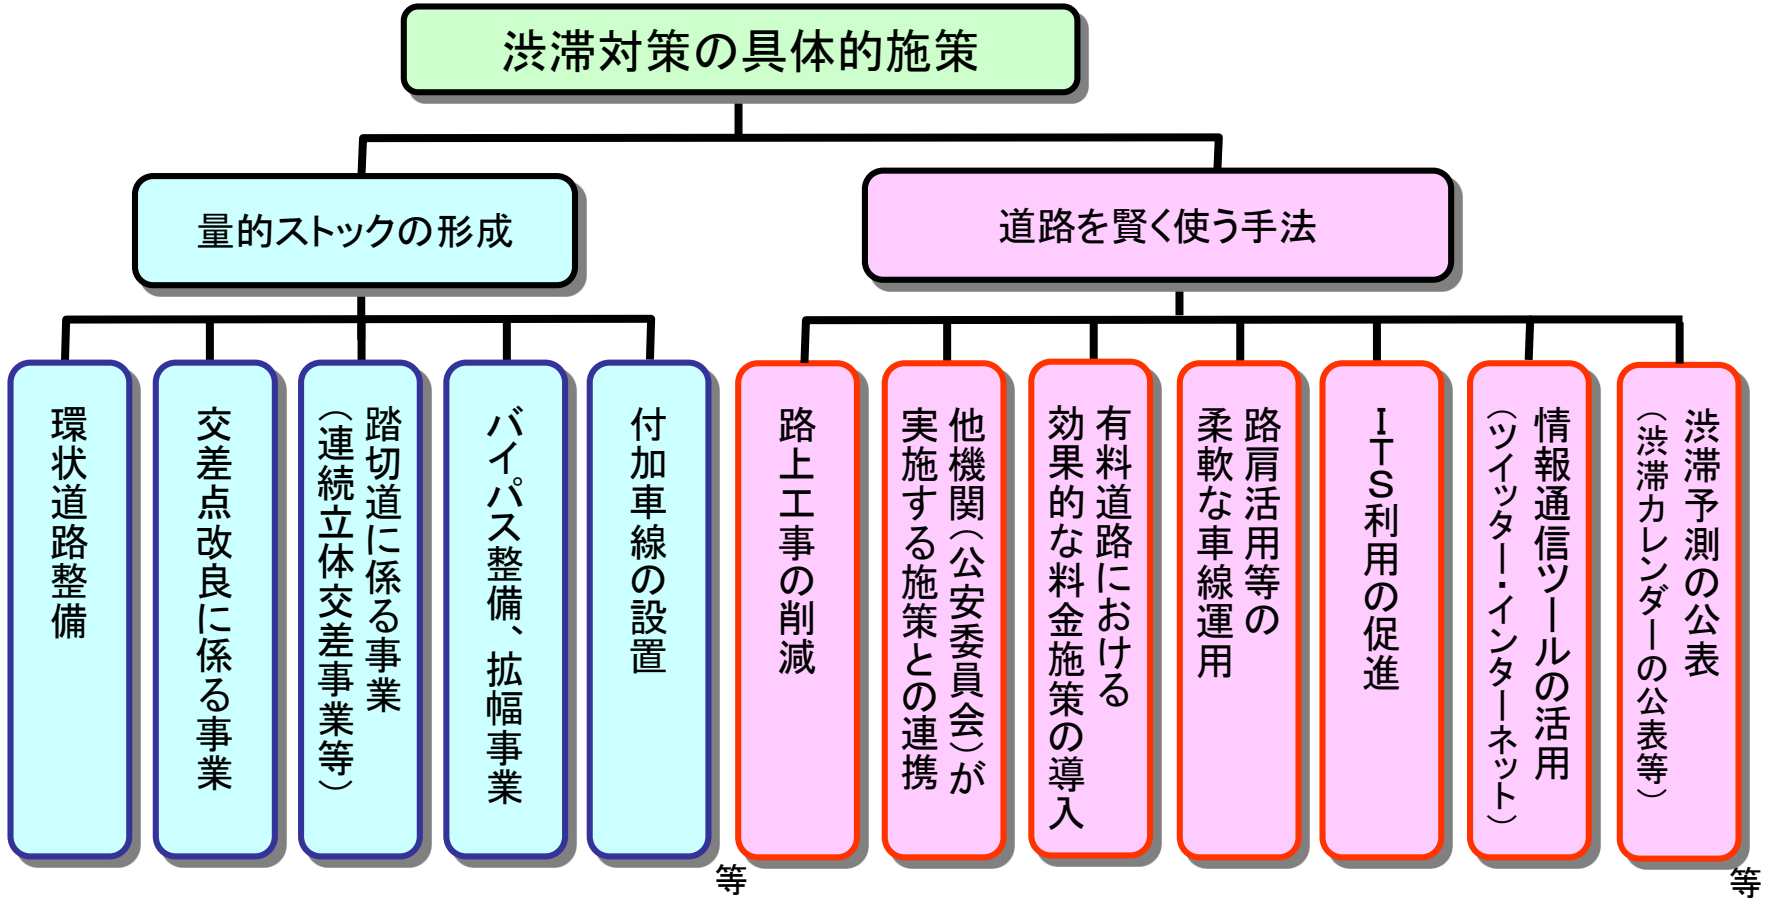 渋滞対策の具体的施策
量的ストックの形成
道路を賢く使う手法
環状道路整備
交差点改良に係る事業
踏切道に係る事業
（連続立体交差事業等）
バイパス整備、拡幅事業
付加車線の設置
等
路上工事の削減
他機関（公安委員会）が
実施する施策との連携
有料道路における
効果的な料金施策の導入
路肩活用等の
柔軟な車線運用
ITS利用の促進
情報通信ツールの活用
（ツイッター・インターネット）
渋滞予測の公表
（渋滞カレンダーの公表等）
等